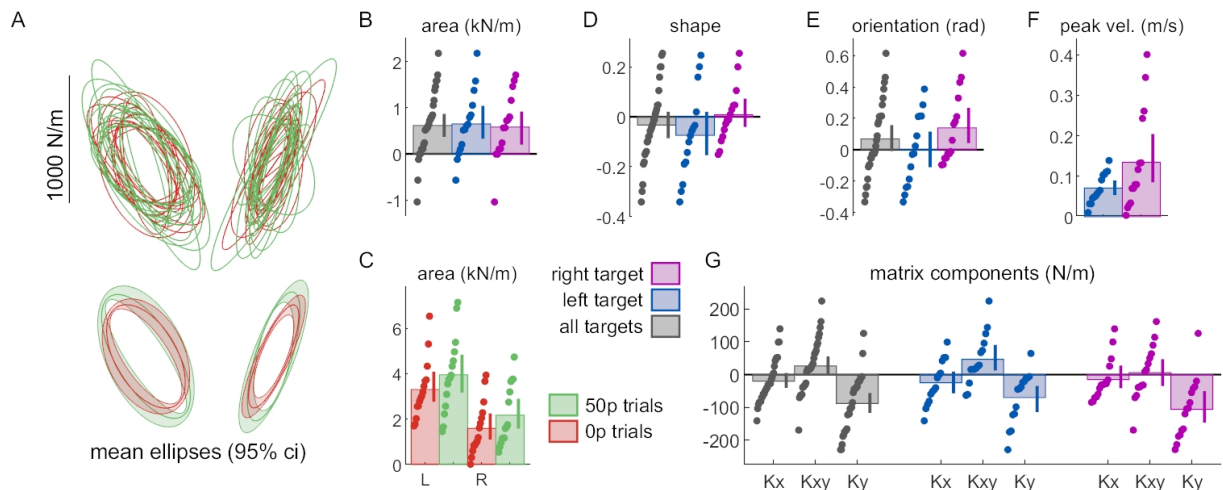 A
1000 N/m
mean ellipses (95% ci)
B
area (kN/m)
2
1
0
-1
C
area (kN/m)
6
4
2
0
L
R
D
shape
0.2
0
-0.2
-0.4
E
orientation (rad)
0.6
0.4
0.2
0
-0.2
-0.4
F
peak vel. (m/s)
0.4
0.3
0.2
0.1
0
right target
left target
all targets
50p trials
0p trials
G
matrix components (N/m)
200
100
0
-100
-200
Kx Kxy Ky Kx Kxy Ky Kx Kxy Ky